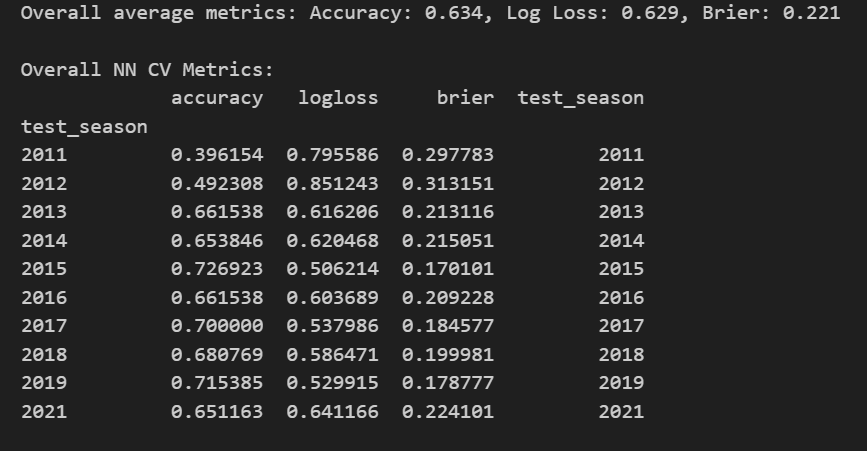 Overall average metrics: Accuracy: 0.634, Log Loss: 0.629, Brier: 0.221
Overall NN CV Metrics:
accuracy logloss brier test_season
test_season
2011 0.396154 0.795586 0.297783 2011
2012 0.492308 0.851243 0.313151 2012
2013 0.661538 0.616206 0.213116 2013
2014 0.653846 0.620468 0.215051 2014
2015 0.726923 0.506214 0.170101 2015
2016 0.661538 0.603689 0.209228 2016
2017 0.700000 0.537986 0.184577 2017
2018 0.680769 0.586471 0.199981 2018
2019 0.715385 0.529915 0.178777 2019
2021 0.651163 0.641166 0.224101 2021